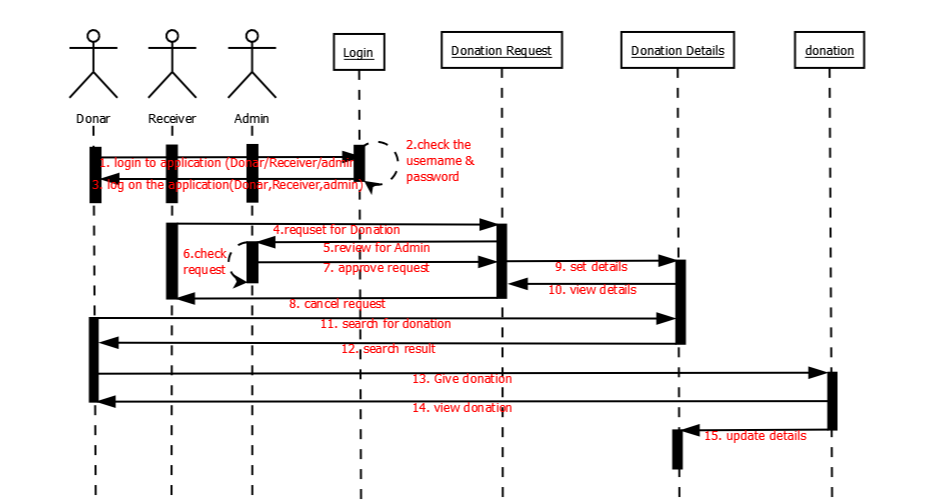 Login
Donation Request
Donation Details
donation
Donar
Receiver
Admin
1. login to application (Donar/Receiver/admin
2.check the
username &
password
3. log on the application(Donar,Receiver,admin)
4.requset for Donation
5.review for Admin
6.check
request
7. approve request
9. set details
10. view details
8. cancel request
11. search for donation
12. search result
13. Give donation
14. view donation
15. update details